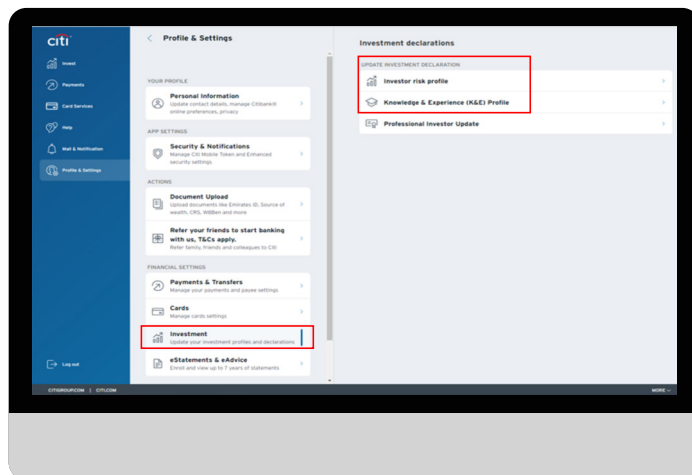 citi
Invest
Payments
Card Services
Help
Mail & Notification
Profile & Settings
Log out
Profile & Settings
YOUR PROFILE
Personal Information
Update contact details, manage Citibank®
online preferences, privacy
APP SETTINGS
Security & Notifications
Manage Citi Mobile Token and Enhanced
security settings
ACTIONS
Document Upload
Upload documents like Emirates ID, Source of
wealth, CRS, W8Ben and more
Refer your friends to start banking
with us, T&Cs apply.
Refer family, friends and colleagues to Citi
FINANCIAL SETTINGS
Payments & Transfers
Manage your payments and payee settings
Cards
Manage cards settings
Investment
Update your investment profiles and declarations
eStatements & eAdvice
Enroll and view up to 7 years of statements
Investment declarations
UPDATE INVESTMENT DECLARATION
Investor risk profile
Knowledge & Experience (K&E) Profile
Professional Investor Update
CITIGROUP.COM | CITI.COM
MORE